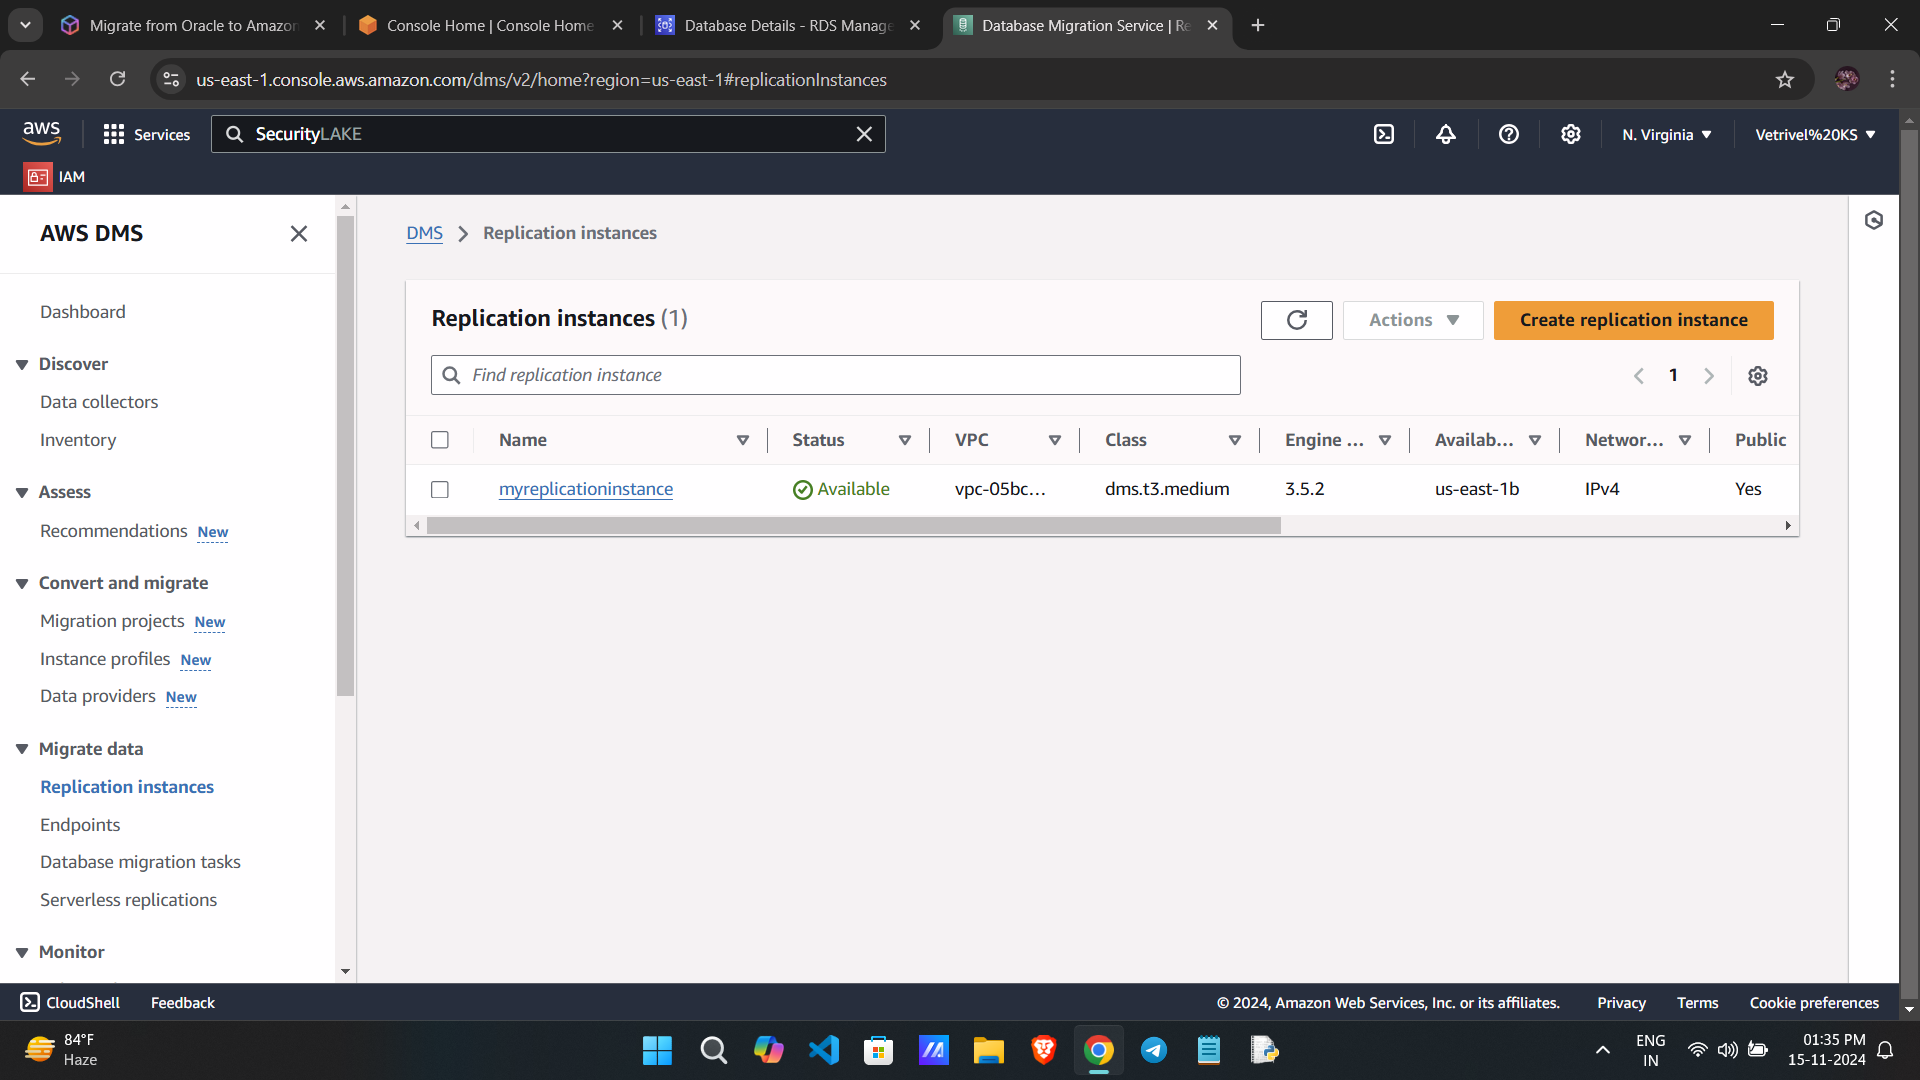 Migrate from Oracle to Amazon
Console Home | Console Home
Database Details - RDS Manage
Database Migration Service | Re
us-east-1.console.aws.amazon.com/dms/v2/home?region=us-east-1#replicationInstances
aws
Services
SecurityLAKE
N. Virginia
Vetrivel%20KS
IAM
AWS DMS
Dashboard
Discover
Data collectors
Inventory
Assess
Recommendations New
Convert and migrate
Migration projects New
Instance profiles New
Data providers New
Migrate data
Replication instances
Endpoints
Database migration tasks
Serverless replications
Monitor
DMS
Replication instances
Replication instances (1)
Actions
Create replication instance
Find replication instance
1
Name Status VPC Class Engine ... Availab... Networ... Public
myreplicationinstance Available vpc-05bc... dms.t3.medium 3.5.2 us-east-1b IPv4 Yes
CloudShell Feedback
© 2024, Amazon Web Services, Inc. or its affiliates. Privacy Terms Cookie preferences
84°F
Haze
ENG
IN
01:35 PM
15-11-2024